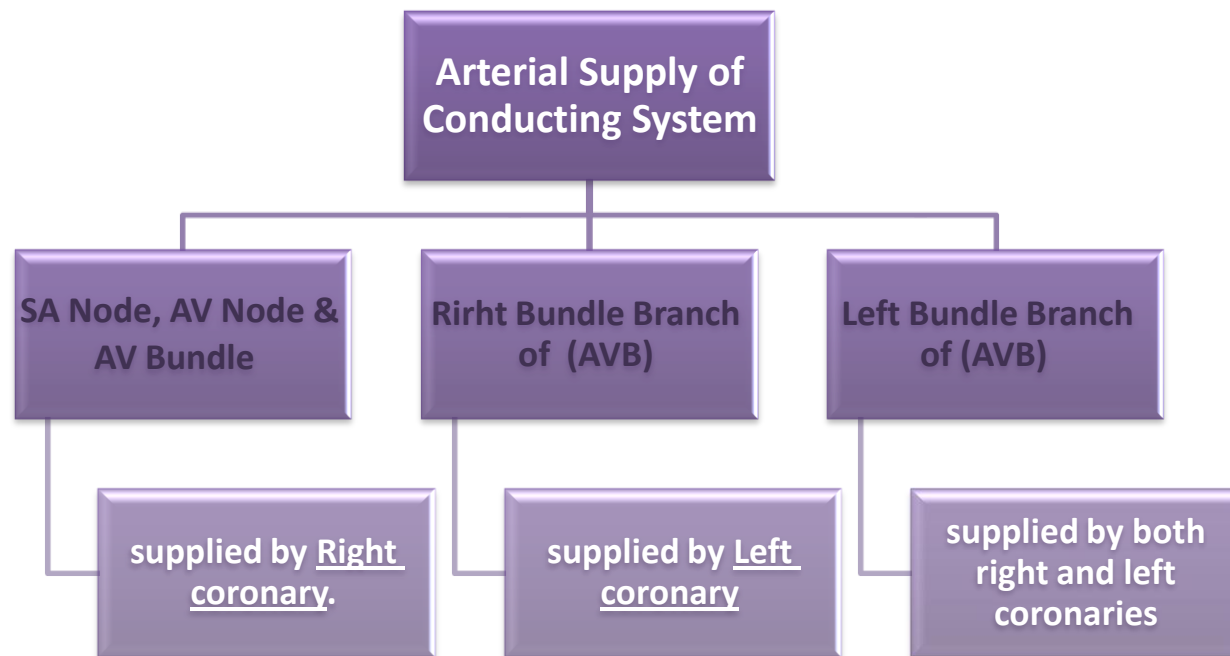 Arterial Supply of
Conducting System
SA Node, AV Node &
AV Bundle
Rirht Bundle Branch
of (AVB)
Left Bundle Branch
of (AVB)
supplied by Right
coronary.
supplied by Left
coronary
supplied by both
right and left
coronaries